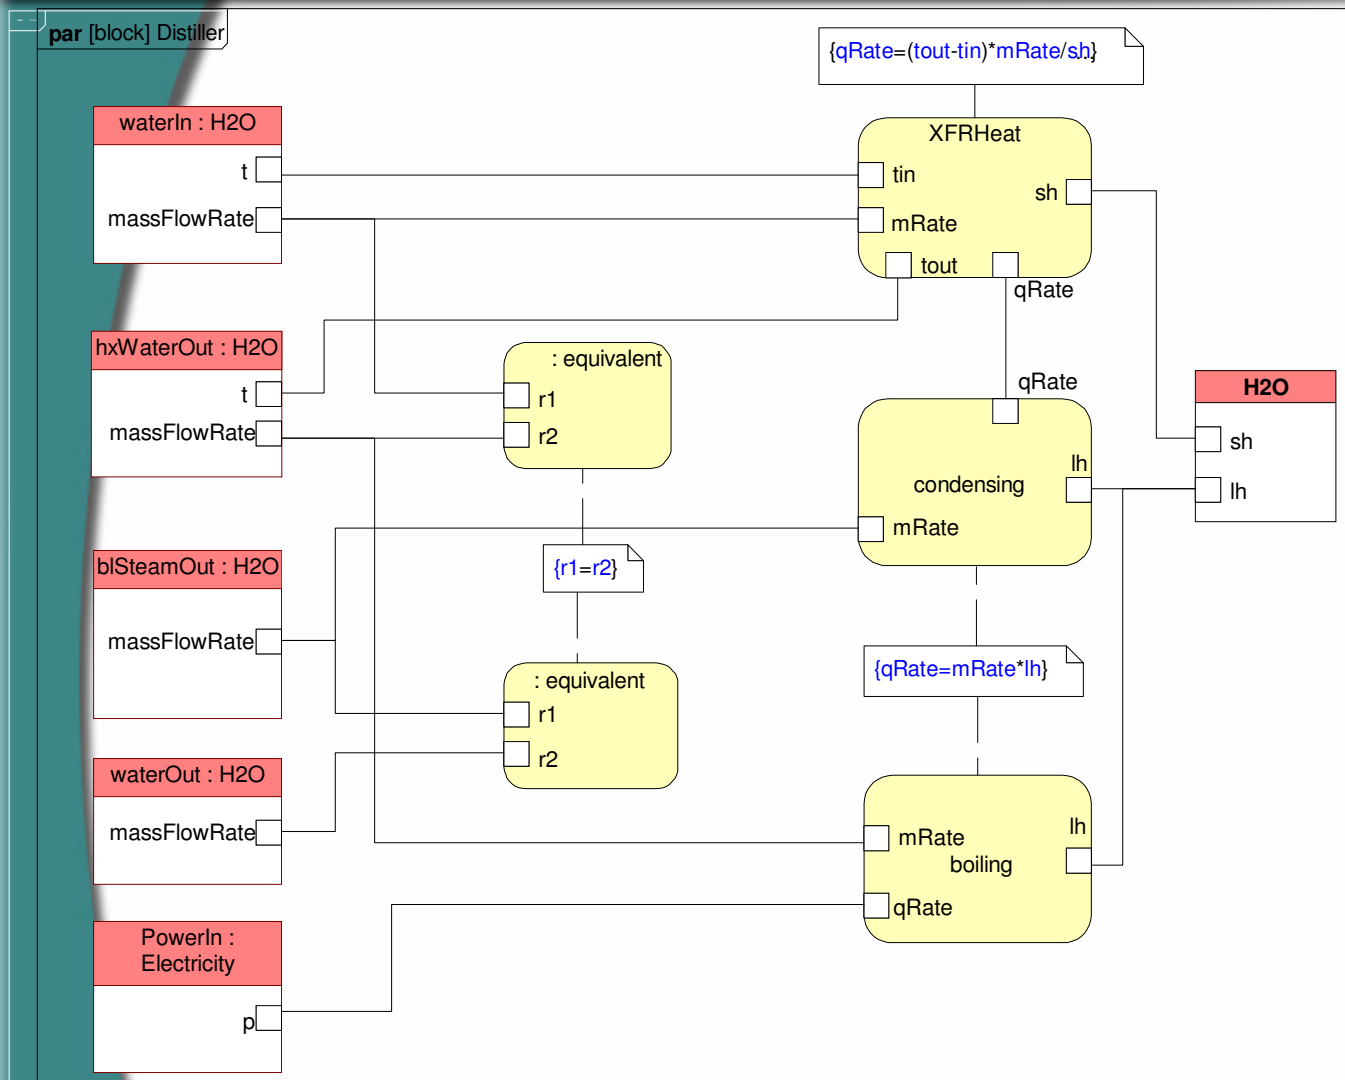 par [block] Distiller
{qRate=(tout-tin)*mRate/sh}
waterIn : H2O
t
massFlowRate
XFRHeat
tin
sh
mRate
tout
qRate
hxWaterOut : H2O
t
massFlowRate
: equivalent
r1
r2
qRate
lh
condensing
mRate
H2O
sh
lh
blSteamOut : H2O
massFlowRate
{r1=r2}
: equivalent
r1
r2
{qRate=mRate*lh}
waterOut : H2O
massFlowRate
mRate
lh
boiling
qRate
PowerIn :
Electricity
p